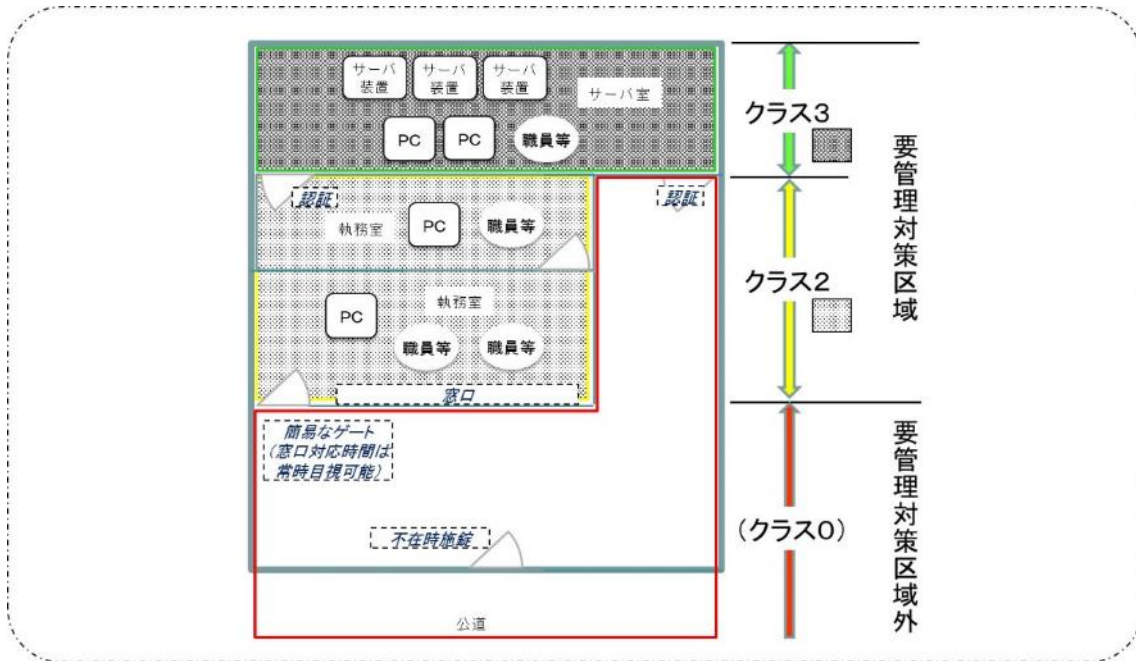 サーバ
装置
サーバ
装置
サーバ
装置
サーバ室
PC
PC
職員等
認証
認証
執務室
PC
職員等
執務室
PC
職員等
職員等
窓口
簡易なゲート
(窓口対応時間は
常時目視可能)
不在時施錠
公道
クラス3
クラス2
(クラス0)
要管理対策区域
要管理対策区域外